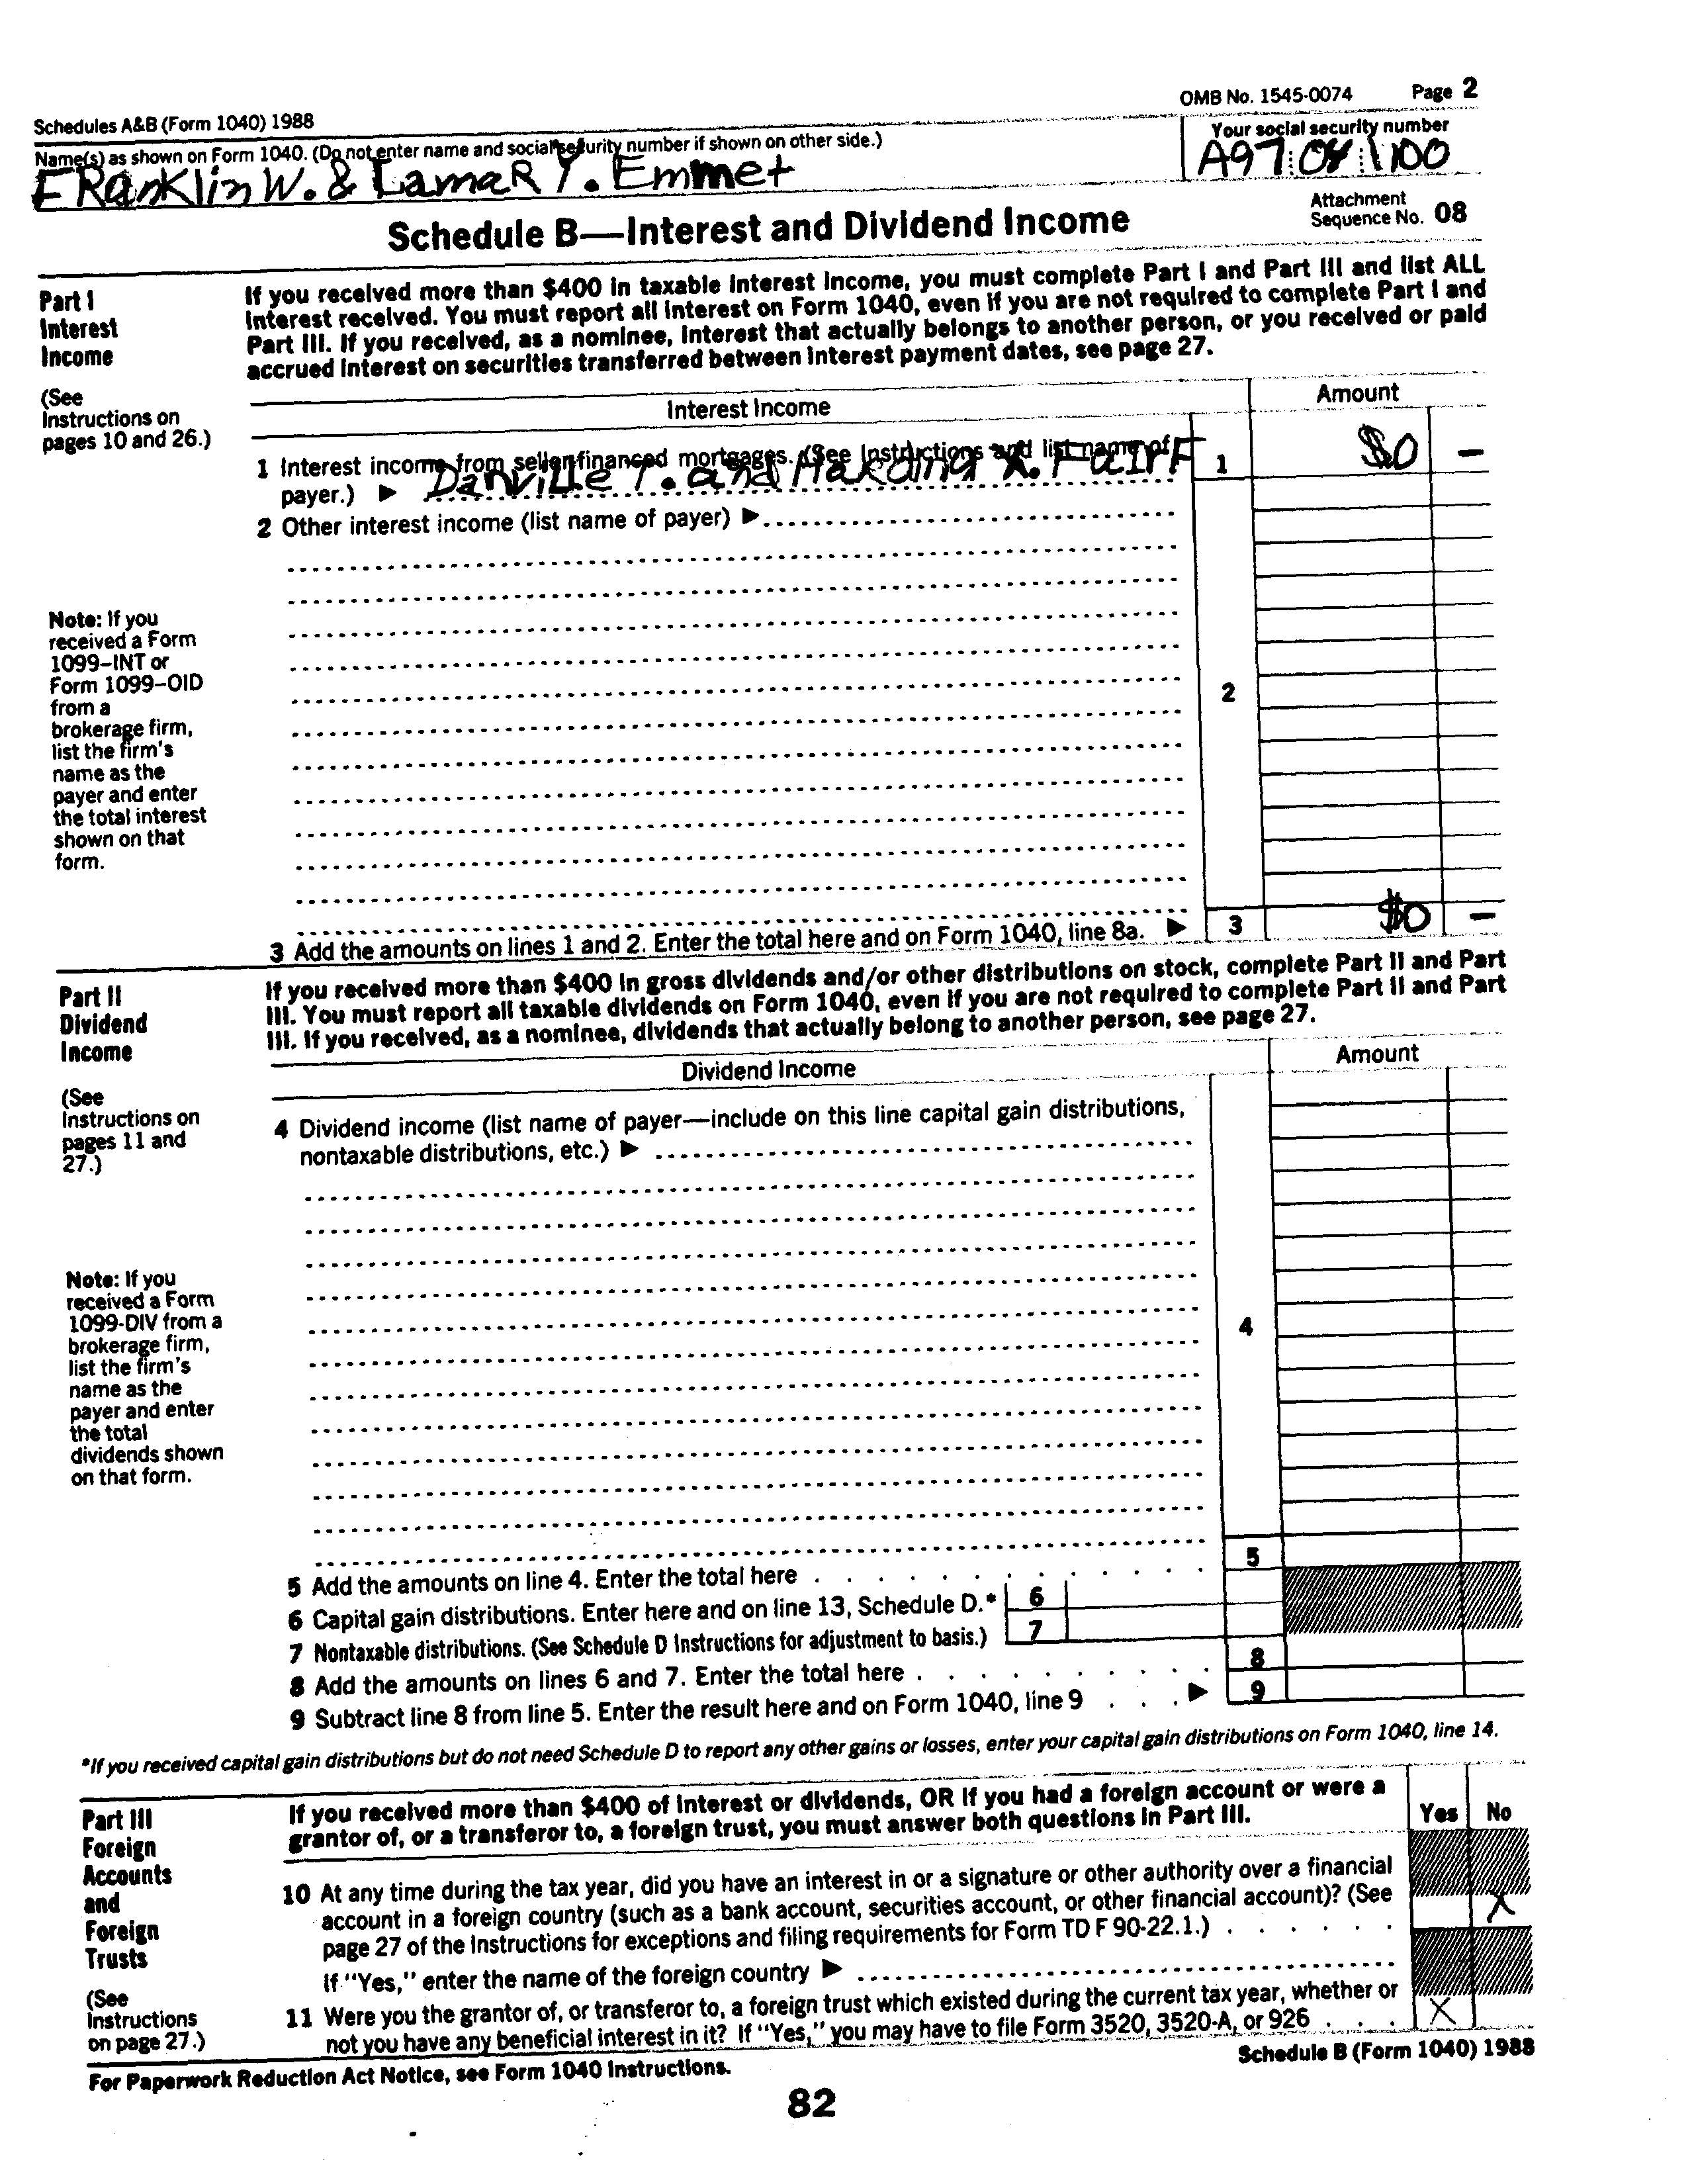 Schedules A&B (Form 1040) 1988
OMB No. 1545-0074
Page 2
Name(s) as shown on Form 1040. (Do not enter name and social security number if shown on other side.)
Your social security number
FRanklin W. & LamaR Y. Emmet
A97 04 1100
Schedule B—Interest and Dividend Income
Attachment
Sequence No. 08
Part I
Interest
Income
(See
Instructions on
pages 10 and 26.)
If you received more than $400 in taxable interest income, you must complete Part I and Part III and list ALL
interest received. You must report all interest on Form 1040, even if you are not required to complete Part I and
Part III. If you received, as a nominee, interest that actually belongs to another person, or you received or paid
accrued interest on securities transferred between interest payment dates, see page 27.
Interest Income
Amount
1 Interest income from seller-financed mortgages. (See Instructions and list name of
payer.) ▶ Danville T. and Harding X. Fairf
1 $0 –
2 Other interest income (list name of payer) ▶
Note: If you
received a Form
1099–INT or
Form 1099–OID
from a
brokerage firm,
list the firm's
name as the
payer and enter
the total interest
shown on that
form.
2
3 Add the amounts on lines 1 and 2. Enter the total here and on Form 1040, line 8a. ▶ 3 $0 –
Part II
Dividend
Income
(See
Instructions on
pages 11 and
27.)
If you received more than $400 in gross dividends and/or other distributions on stock, complete Part II and Part
III. You must report all taxable dividends on Form 1040, even if you are not required to complete Part II and Part
III. If you received, as a nominee, dividends that actually belong to another person, see page 27.
Dividend Income
Amount
4 Dividend income (list name of payer—include on this line capital gain distributions,
nontaxable distributions, etc.) ▶
Note: If you
received a Form
1099-DIV from a
brokerage firm,
list the firm's
name as the
payer and enter
the total
dividends shown
on that form.
4
5 Add the amounts on line 4. Enter the total here . . . . . . . . . . 5
6 Capital gain distributions. Enter here and on line 13, Schedule D.* 6
7 Nontaxable distributions. (See Schedule D Instructions for adjustment to basis.) 7
8 Add the amounts on lines 6 and 7. Enter the total here . . . . . . . . . 8
9 Subtract line 8 from line 5. Enter the result here and on Form 1040, line 9 . . . ▶ 9
*If you received capital gain distributions but do not need Schedule D to report any other gains or losses, enter your capital gain distributions on Form 1040, line 14.
Part III
Foreign
Accounts
and
Foreign
Trusts
(See
Instructions
on page 27.)
If you received more than $400 of interest or dividends, OR if you had a foreign account or were a
grantor of, or a transferor to, a foreign trust, you must answer both questions in Part III.
Yes No
10 At any time during the tax year, did you have an interest in or a signature or other authority over a financial
account in a foreign country (such as a bank account, securities account, or other financial account)? (See
page 27 of the Instructions for exceptions and filing requirements for Form TD F 90-22.1.) . . . . . . X
If "Yes," enter the name of the foreign country ▶
11 Were you the grantor of, or transferor to, a foreign trust which existed during the current tax year, whether or
not you have any beneficial interest in it? If "Yes," you may have to file Form 3520, 3520-A, or 926 . . . X
For Paperwork Reduction Act Notice, see Form 1040 Instructions.
Schedule B (Form 1040) 1988
82